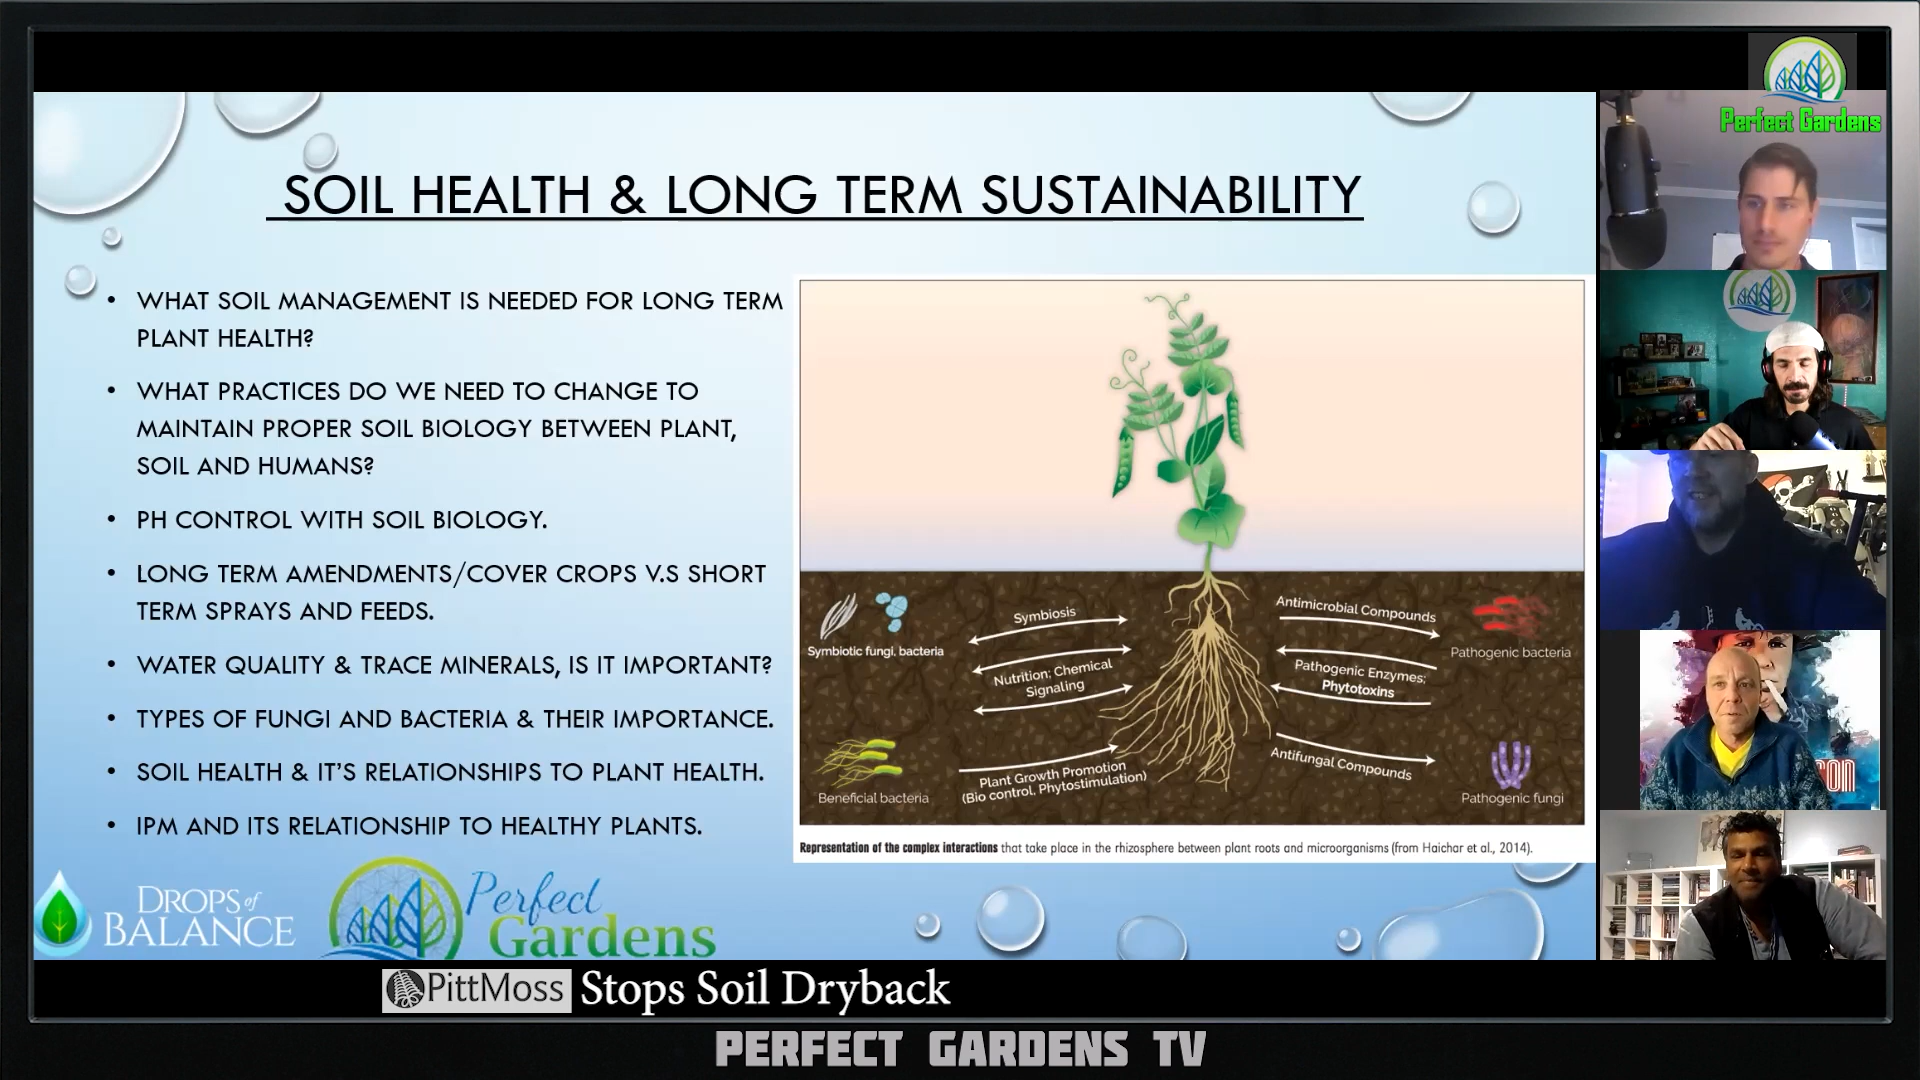 Perfect Gardens
SOIL HEALTH & LONG TERM SUSTAINABILITY
• WHAT SOIL MANAGEMENT IS NEEDED FOR LONG TERM
PLANT HEALTH?
• WHAT PRACTICES DO WE NEED TO CHANGE TO
MAINTAIN PROPER SOIL BIOLOGY BETWEEN PLANT,
SOIL AND HUMANS?
• PH CONTROL WITH SOIL BIOLOGY.
• LONG TERM AMENDMENTS/COVER CROPS V.S SHORT
TERM SPRAYS AND FEEDS.
• WATER QUALITY & TRACE MINERALS, IS IT IMPORTANT?
• TYPES OF FUNGI AND BACTERIA & THEIR IMPORTANCE.
• SOIL HEALTH & IT'S RELATIONSHIPS TO PLANT HEALTH.
• IPM AND ITS RELATIONSHIP TO HEALTHY PLANTS.
Symbiotic fungi, bacteria
Symbiosis
Nutrition; Chemical
Signaling
Beneficial bacteria
Plant Growth Promotion
(Bio control, Phytostimulation)
Antimicrobial Compounds
Pathogenic bacteria
Pathogenic Enzymes;
Phytotoxins
Antifungal Compounds
Pathogenic fungi
Representation of the complex interactions that take place in the rhizosphere between plant roots and microorganisms (from Haichar et al., 2014).
DROPS of
BALANCE
Perfect
Gardens
PittMoss Stops Soil Dryback
PERFECT GARDENS TV